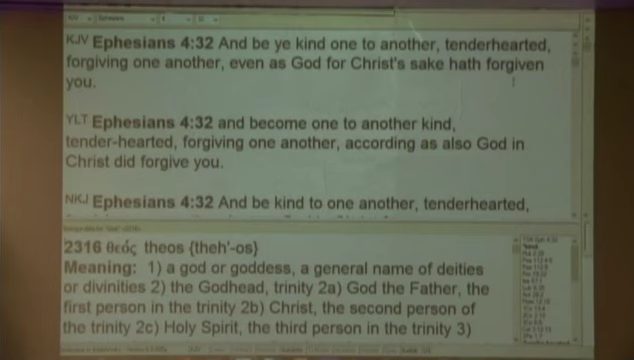 KJV Ephesians 4:32 And be ye kind one to another, tenderhearted,
forgiving one another, even as God for Christ's sake hath forgiven
you.
YLT Ephesians 4:32 and become one to another kind,
tender-hearted, forgiving one another, according as also God in
Christ did forgive you.
NKJ Ephesians 4:32 And be kind to one another, tenderhearted,
2316 θεός theos {theh'-os}
Meaning: 1) a god or goddess, a general name of deities
or divinities 2) the Godhead, trinity 2a) God the Father, the
first person in the trinity 2b) Christ, the second person of
the trinity 2c) Holy Spirit, the third person in the trinity 3)